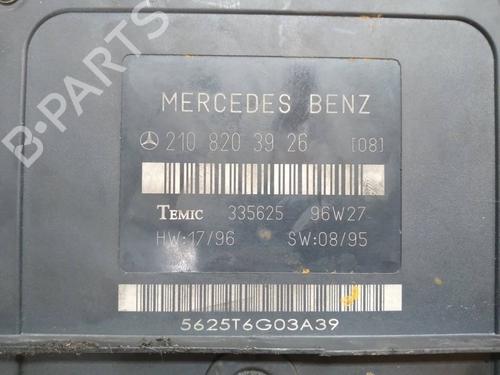 B-PARTS
MERCEDES BENZ
210 820 39 26 [08]
TEMIC 335625 96W27
HW:17/96 SW:08/95
5625T6G03A39